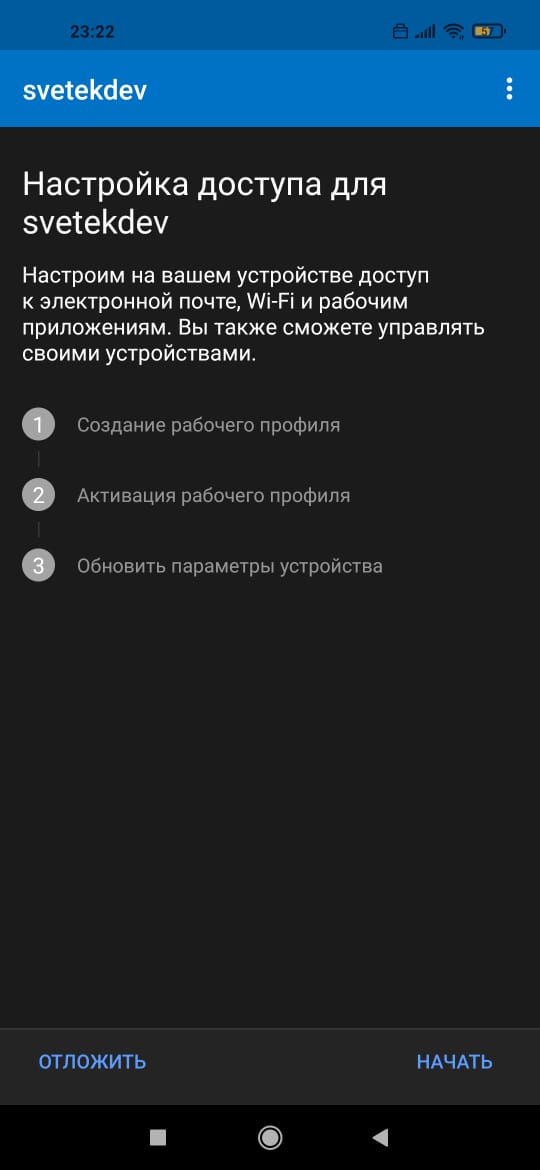 23:22
57
svetekdev
Настройка доступа для
svetekdev
Настроим на вашем устройстве доступ
к электронной почте, Wi-Fi и рабочим
приложениям. Вы также сможете управлять
своими устройствами.
1 Создание рабочего профиля
2 Активация рабочего профиля
3 Обновить параметры устройства
ОТЛОЖИТЬ НАЧАТЬ